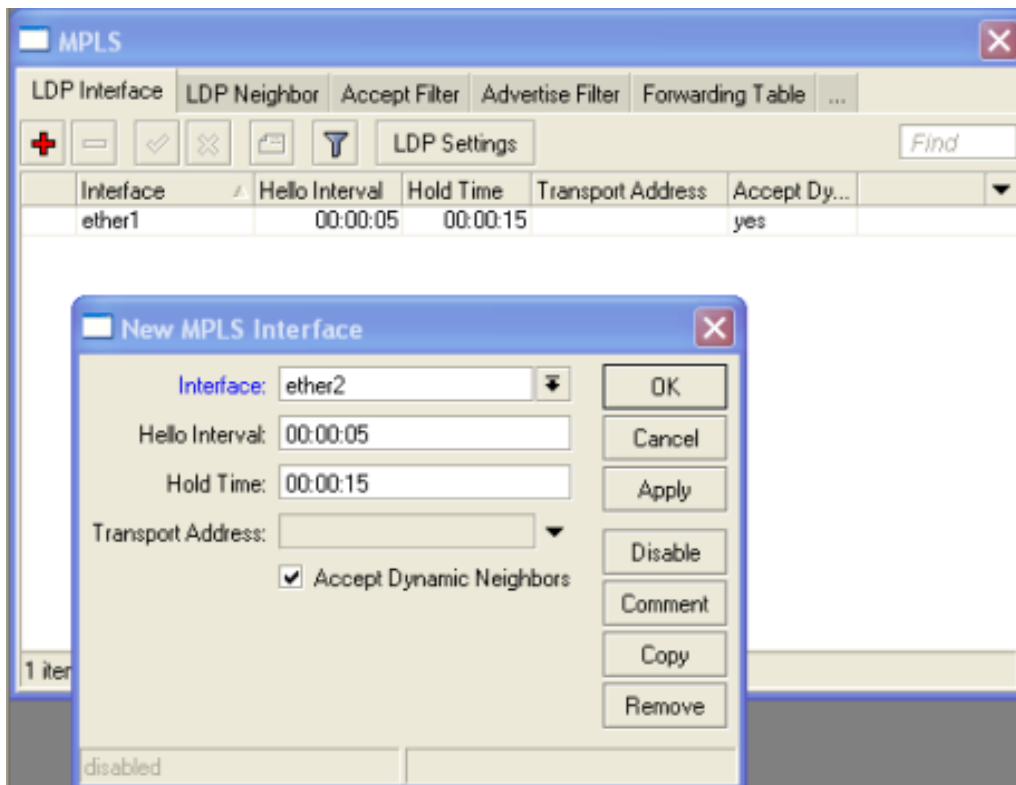 MPLS
LDP Interface LDP Neighbor Accept Filter Advertise Filter Forwarding Table ...
LDP Settings Find
Interface Hello Interval Hold Time Transport Address Accept Dy...
ether1 00:00:05 00:00:15 yes
New MPLS Interface
Interface: ether2 OK
Hello Interval: 00:00:05 Cancel
Hold Time: 00:00:15 Apply
Transport Address: Disable
Accept Dynamic Neighbors
Comment
Copy
1 iter
Remove
disabled